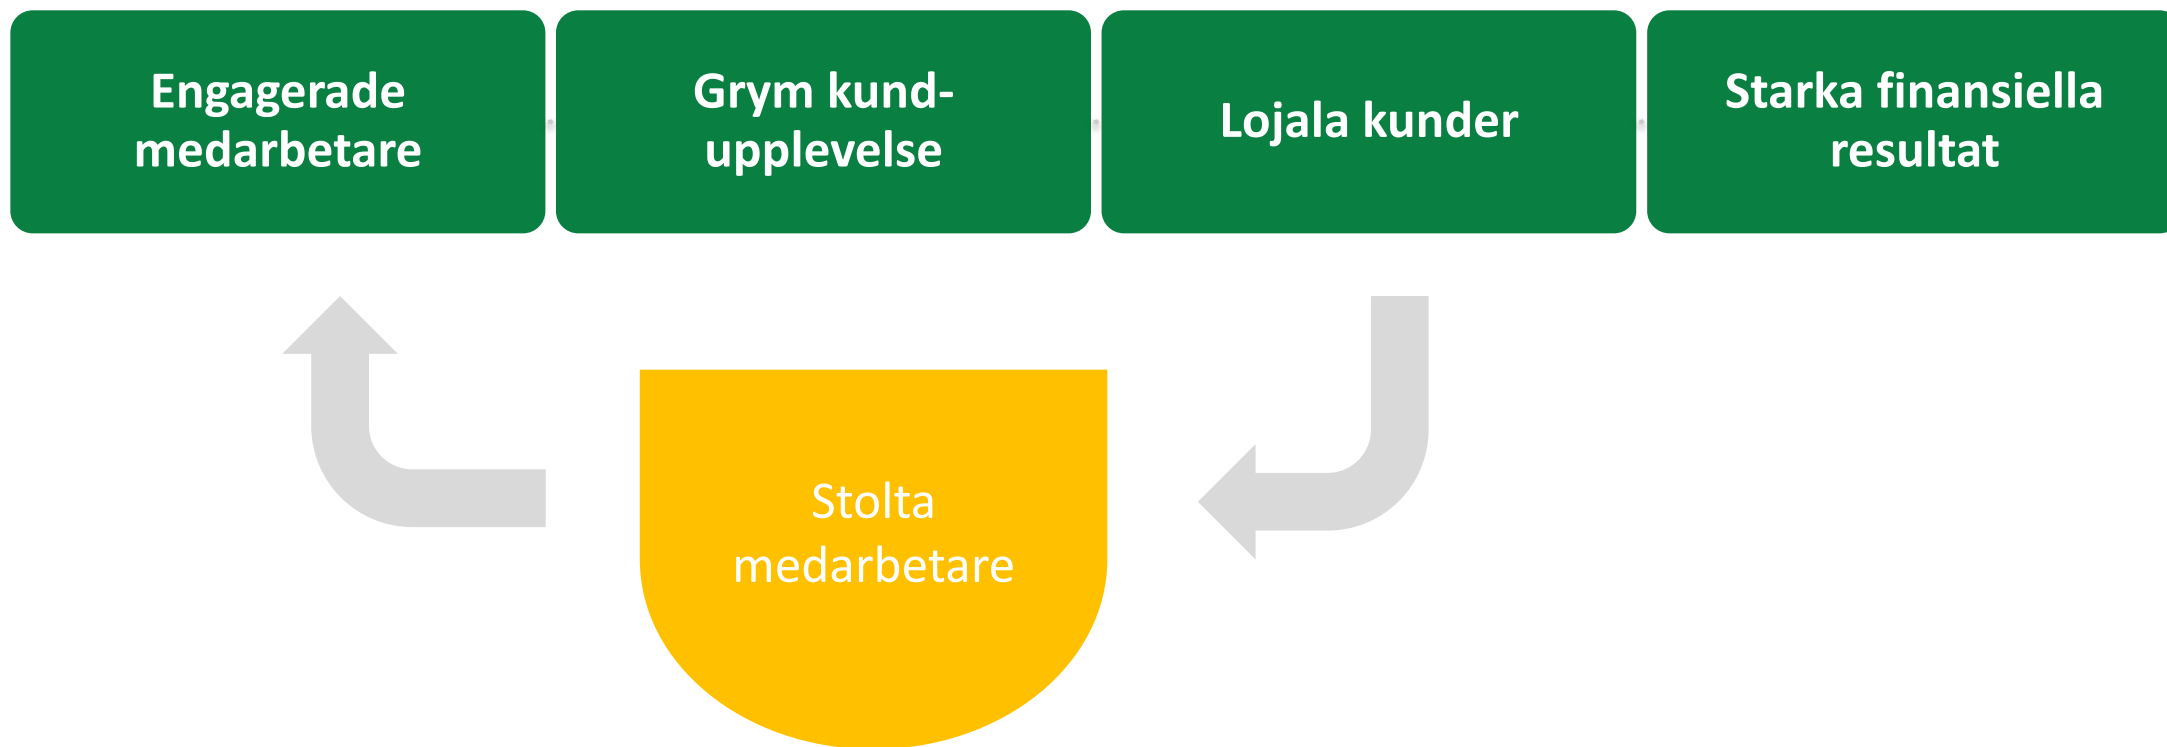 Engagerade
medarbetare
Grym kund-
upplevelse
Lojala kunder
Starka finansiella
resultat
Stolta
medarbetare